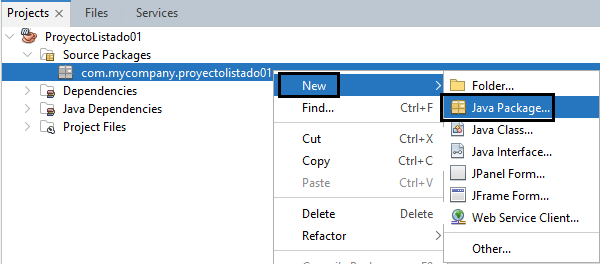 Projects × Files Services
ProyectoListado01
Source Packages
com.mycompany.proyectolistado01
Dependencies
Java Dependencies
Project Files
New
Find... Ctrl+F
Cut Ctrl+X
Copy Ctrl+C
Paste Ctrl+V
Delete Delete
Refactor
Folder...
Java Package...
Java Class...
Java Interface...
JPanel Form...
JFrame Form...
Web Service Client...
Other...